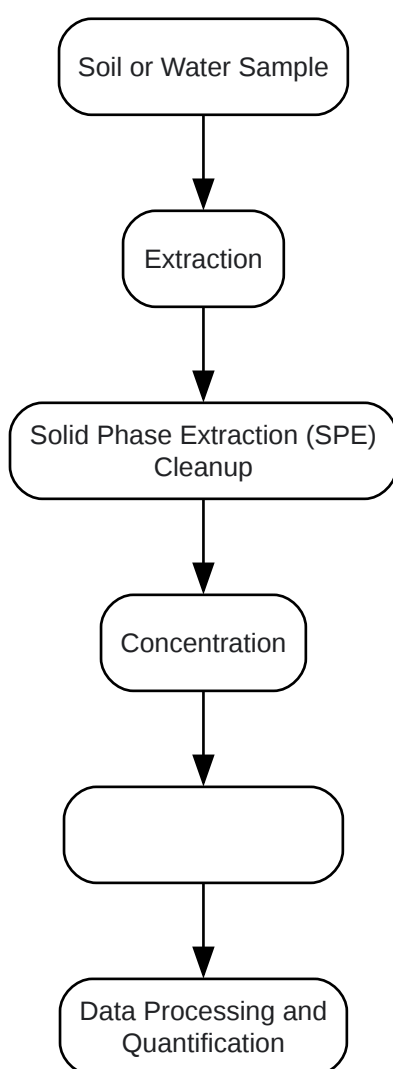 Soil or Water Sample
Extraction
Solid Phase Extraction (SPE)
Cleanup
Concentration
Data Processing and
Quantification